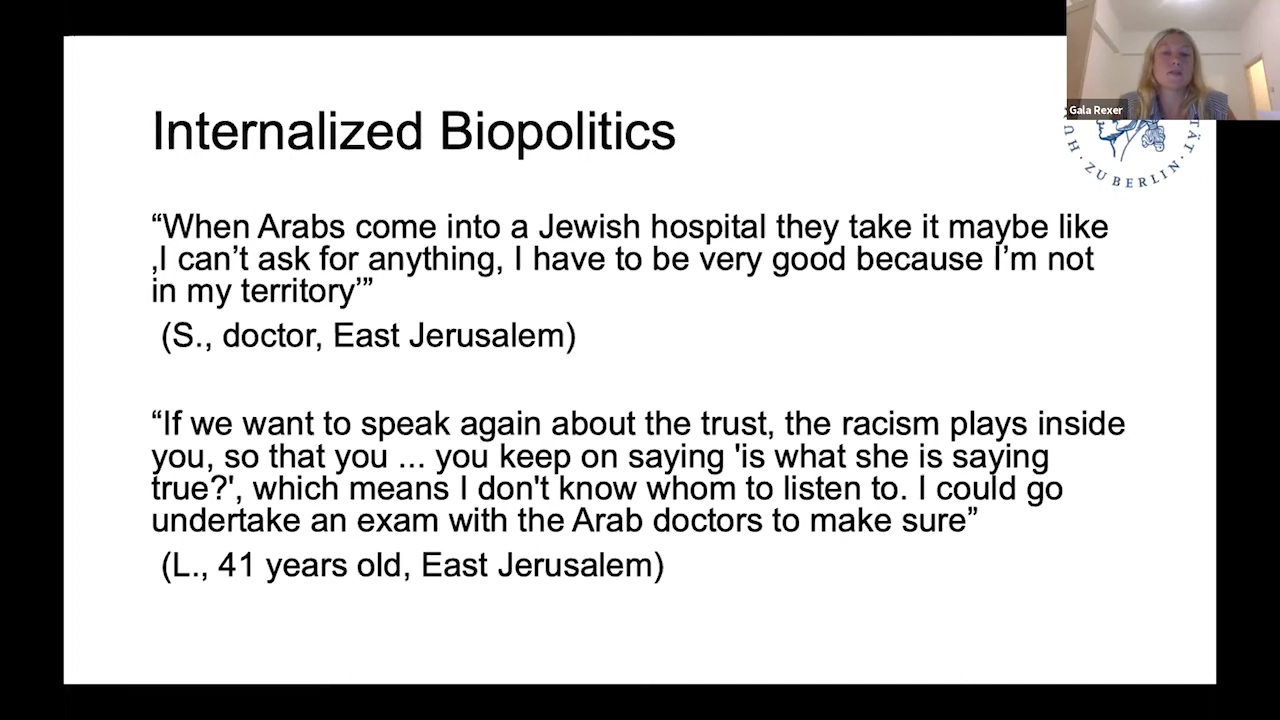 Gala Rexer
Internalized Biopolitics
HU
TÄT
· ZU BERLIN ·
“When Arabs come into a Jewish hospital they take it maybe like
‚I can’t ask for anything, I have to be very good because I’m not
in my territory’”
(S., doctor, East Jerusalem)
“If we want to speak again about the trust, the racism plays inside
you, so that you ... you keep on saying 'is what she is saying
true?', which means I don't know whom to listen to. I could go
undertake an exam with the Arab doctors to make sure”
(L., 41 years old, East Jerusalem)